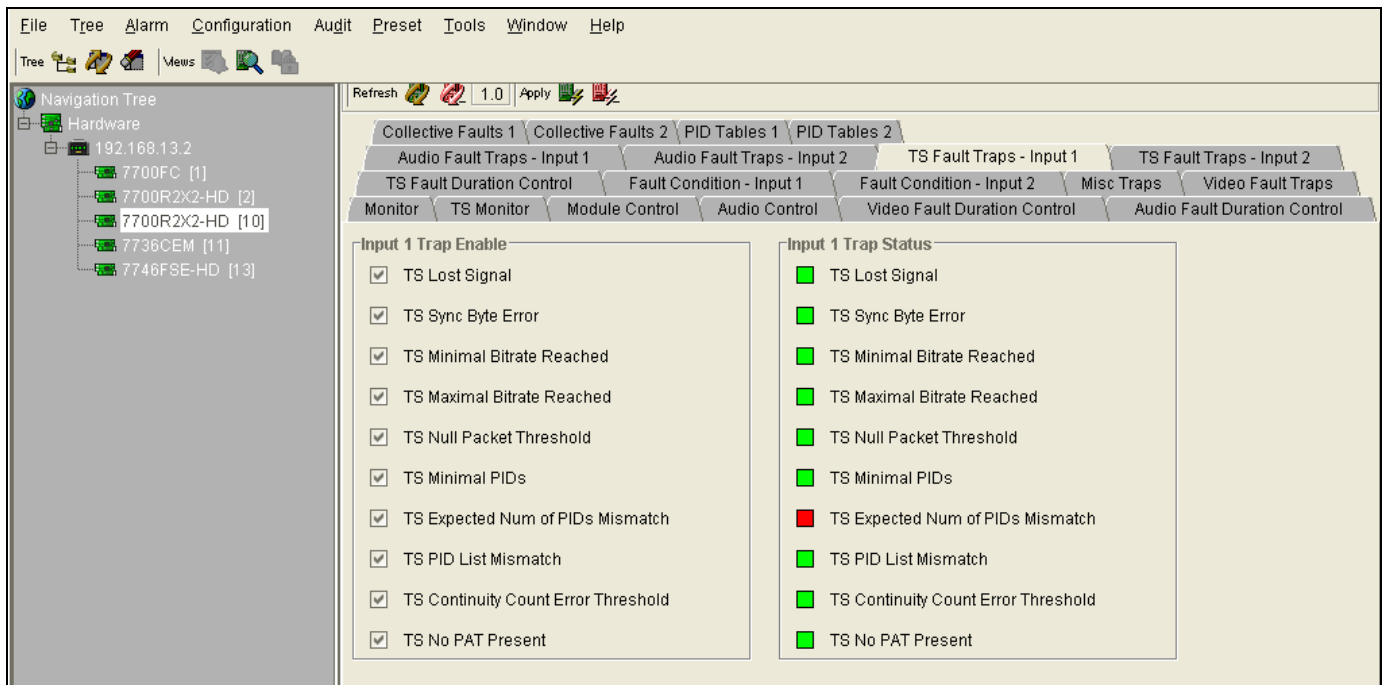 File Tree Alarm Configuration Audit Preset Tools Window Help
Tree Views
Navigation Tree
Hardware
192.168.13.2
7700FC [1]
7700R2X2-HD [2]
7700R2X2-HD [10]
7736CEM [11]
7746FSE-HD [13]
Refresh 1.0 Apply
Collective Faults 1 Collective Faults 2 PID Tables 1 PID Tables 2
Audio Fault Traps - Input 1 Audio Fault Traps - Input 2 TS Fault Traps - Input 1 TS Fault Traps - Input 2
TS Fault Duration Control Fault Condition - Input 1 Fault Condition - Input 2 Misc Traps Video Fault Traps
Monitor TS Monitor Module Control Audio Control Video Fault Duration Control Audio Fault Duration Control
Input 1 Trap Enable
TS Lost Signal
TS Sync Byte Error
TS Minimal Bitrate Reached
TS Maximal Bitrate Reached
TS Null Packet Threshold
TS Minimal PIDs
TS Expected Num of PIDs Mismatch
TS PID List Mismatch
TS Continuity Count Error Threshold
TS No PAT Present
Input 1 Trap Status
TS Lost Signal
TS Sync Byte Error
TS Minimal Bitrate Reached
TS Maximal Bitrate Reached
TS Null Packet Threshold
TS Minimal PIDs
TS Expected Num of PIDs Mismatch
TS PID List Mismatch
TS Continuity Count Error Threshold
TS No PAT Present